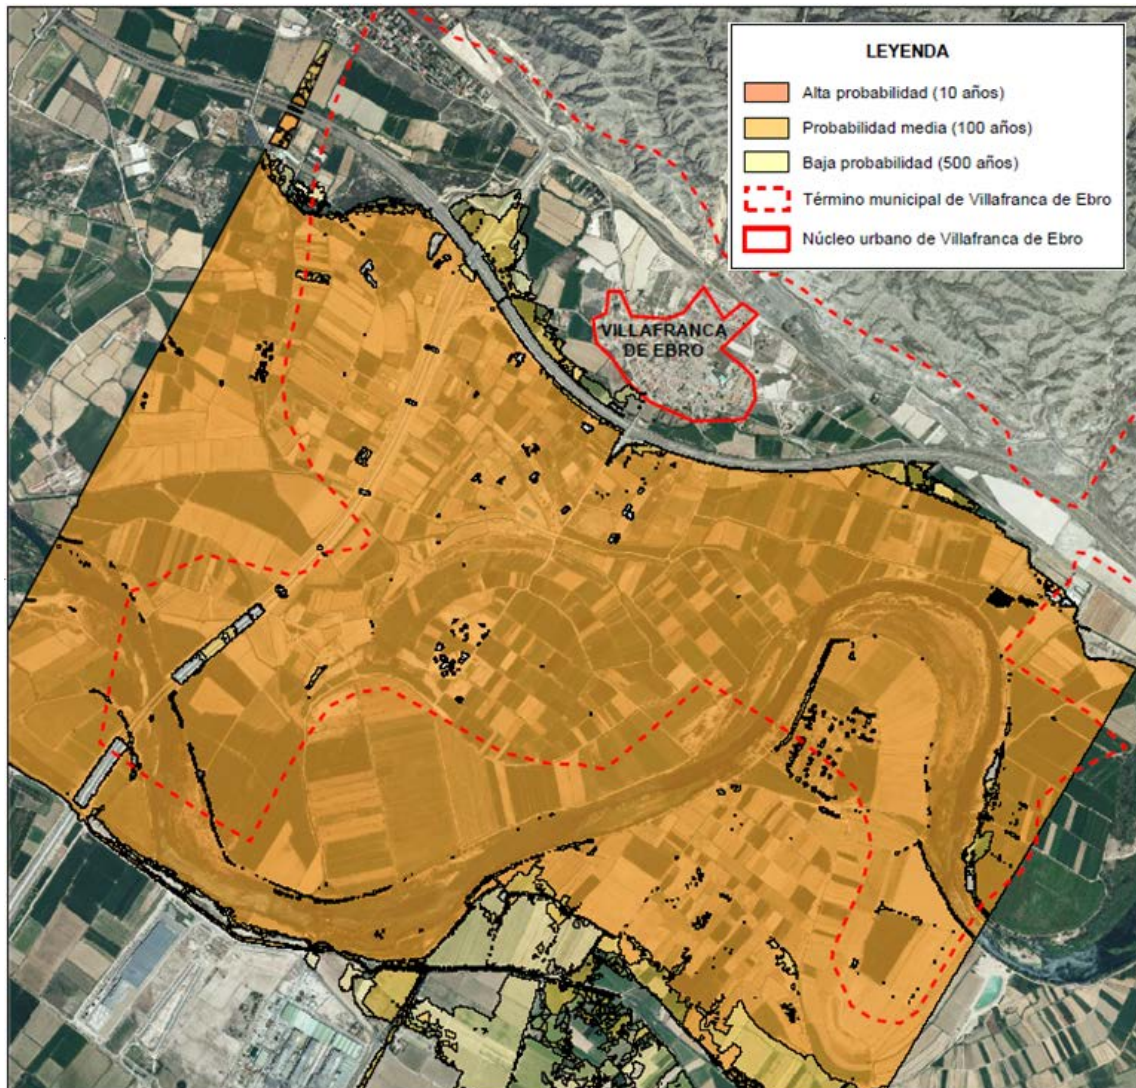 LEYENDA
Alta probabilidad (10 años)
Probabilidad media (100 años)
Baja probabilidad (500 años)
Término municipal de Villafranca de Ebro
Núcleo urbano de Villafranca de Ebro
VILLAFRANCA
DE EBRO